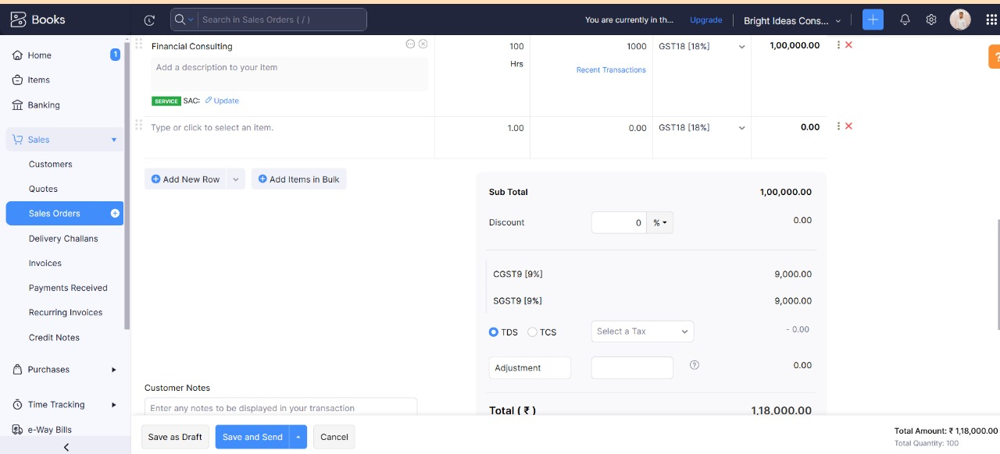 Books
Search in Sales Orders ( / )
You are currently in th...
Upgrade
Bright Ideas Cons...
Home
1
Items
Banking
Sales
Customers
Quotes
Sales Orders
Delivery Challans
Invoices
Payments Received
Recurring Invoices
Credit Notes
Purchases
Time Tracking
e-Way Bills
Financial Consulting
100
1000
GST18 [18%]
1,00,000.00
Hrs
Add a description to your item
Recent Transactions
SERVICE SAC: Update
Type or click to select an item.
1.00
0.00
GST18 [18%]
0.00
Add New Row
Add Items in Bulk
Sub Total
1,00,000.00
Discount
0
%
0.00
CGST9 [9%]
9,000.00
SGST9 [9%]
9,000.00
TDS
TCS
Select a Tax
- 0.00
Adjustment
?
0.00
Total ( ₹ )
1,18,000.00
Customer Notes
Enter any notes to be displayed in your transaction
Save as Draft
Save and Send
Cancel
Total Amount: ₹ 1,18,000.00
Total Quantity: 100
?